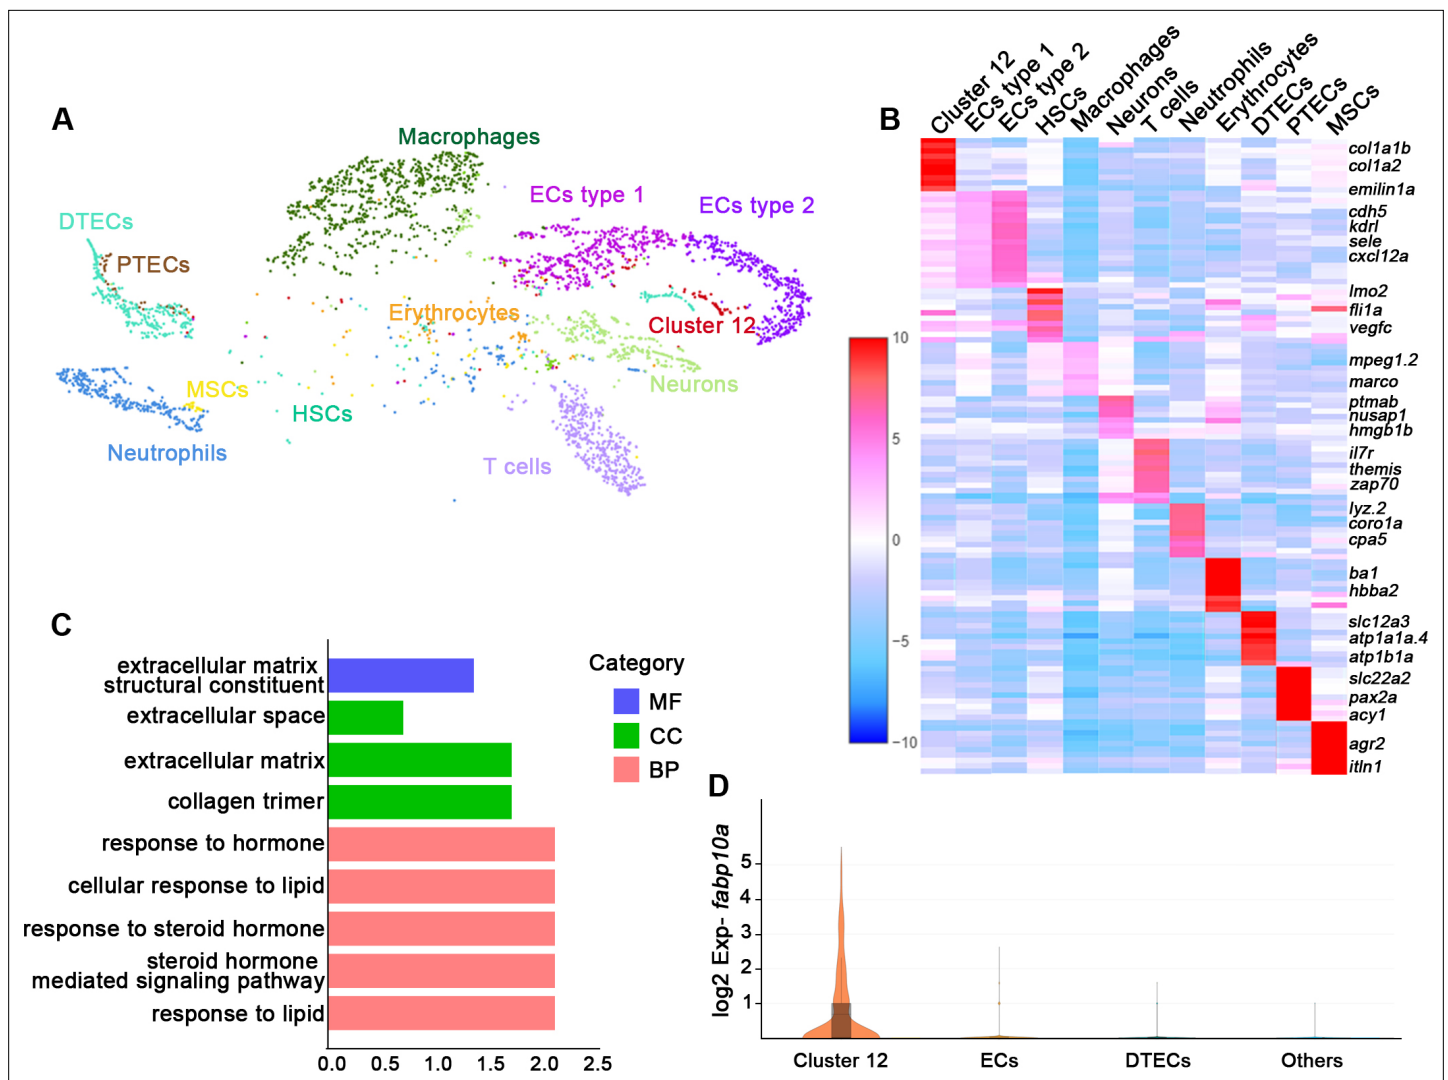 A
Macrophages
ECs type 1
ECs type 2
DTECs
PTECs
Erythrocytes
Cluster 12
Neurons
MSCs
HSCs
Neutrophils
T cells
B
Cluster 12
ECs type 1
ECs type 2
HSCs
Macrophages
Neurons
T cells
Neutrophils
Erythrocytes
DTECs
PTECs
MSCs
col1a1b
col1a2
emilin1a
cdh5
kdrl
sele
cxcl12a
lmo2
fli1a
vegfc
mpeg1.2
marco
ptmab
nusap1
hmgb1b
il7r
themis
zap70
lyz.2
coro1a
cpa5
ba1
hbba2
slc12a3
atp1a1a.4
atp1b1a
slc22a2
pax2a
acy1
agr2
itln1
10
5
0
−5
−10
C
extracellular matrix
structural constituent
extracellular space
extracellular matrix
collagen trimer
response to hormone
cellular response to lipid
response to steroid hormone
steroid hormone
mediated signaling pathway
response to lipid
0.0 0.5 1.0 1.5 2.0 2.5
Category
MF
CC
BP
D
log2 Exp- fabp10a
5
4
3
2
1
Cluster 12 ECs DTECs Others